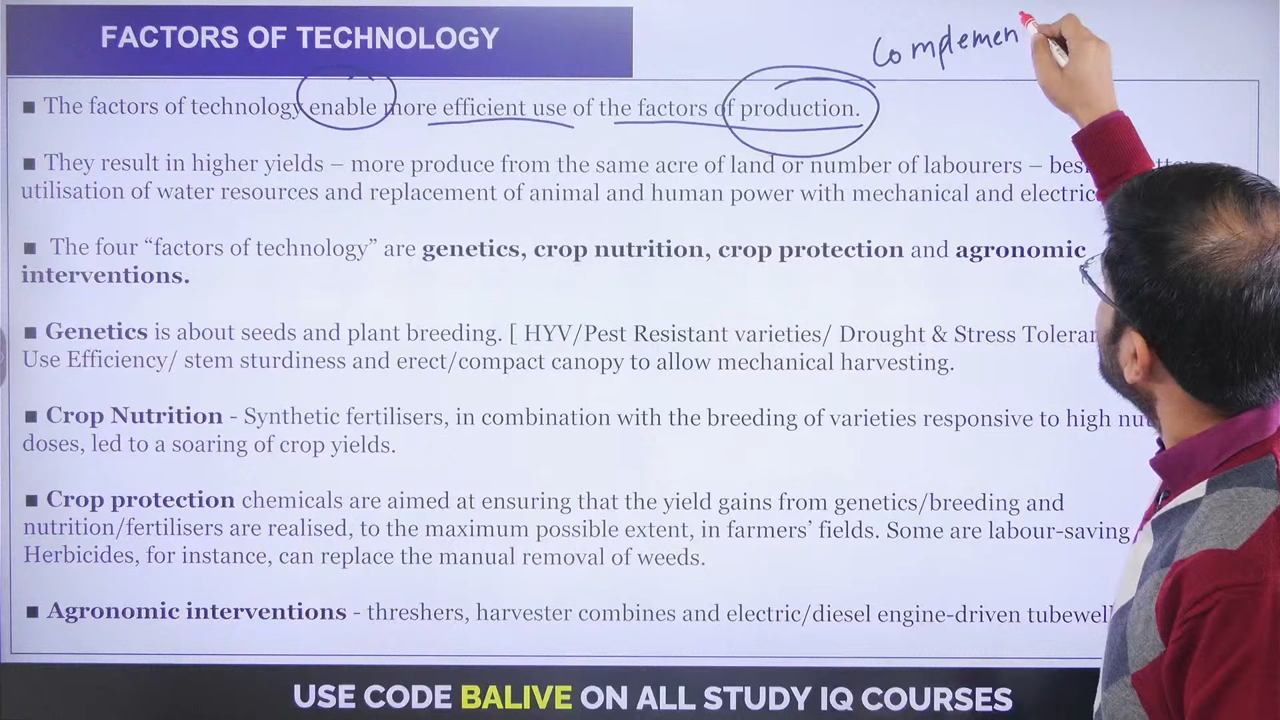 FACTORS OF TECHNOLOGY
Complemen
▪ The factors of technology enable more efficient use of the factors of production.
▪ They result in higher yields – more produce from the same acre of land or number of labourers –
utilisation of water resources and replacement of animal and human power with mechanical and
▪ The four “factors of technology” are genetics, crop nutrition, crop protection and agronomic
interventions.
▪ Genetics is about seeds and plant breeding. [ HYV/Pest Resistant varieties/ Drought & Stress
Use Efficiency/ stem sturdiness and erect/compact canopy to allow mechanical harvesting.
▪ Crop Nutrition - Synthetic fertilisers, in combination with the breeding of varieties responsive to high
doses, led to a soaring of crop yields.
▪ Crop protection chemicals are aimed at ensuring that the yield gains from genetics/breeding and
nutrition/fertilisers are realised, to the maximum possible extent, in farmers’ fields. Some are labour-saving
Herbicides, for instance, can replace the manual removal of weeds.
▪ Agronomic interventions - threshers, harvester combines and electric/diesel engine-driven
USE CODE BALIVE ON ALL STUDY IQ COURSES